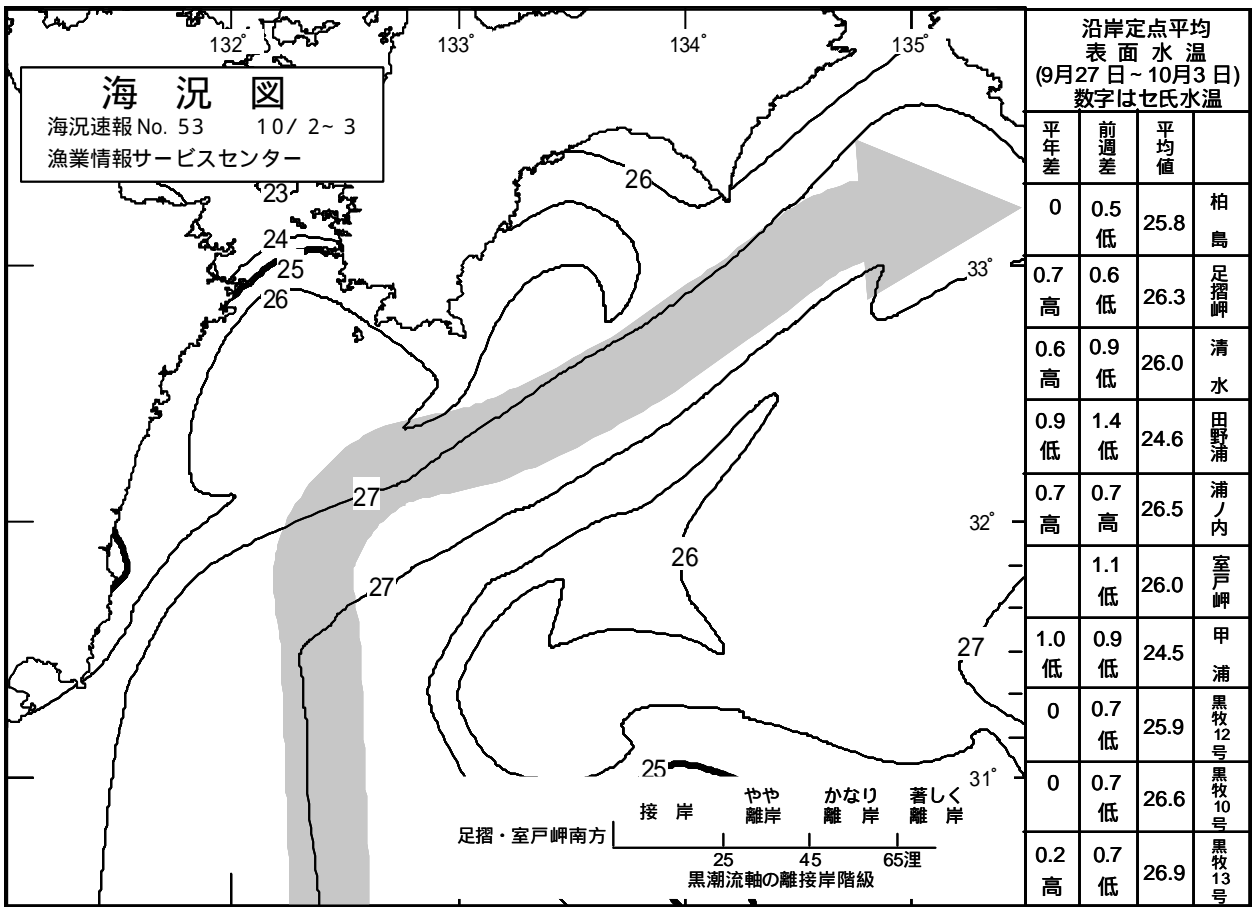 132°
133°
134°
135°
海 況 図
海況速報 No. 53 10/ 2~ 3
漁業情報サービスセンター
23
24
25
26
26
33°
27
32°
27
26
27
25
31°
接 岸
やや
離岸
かなり
離 岸
著しく
離 岸
足摺・室戸岬南方
25 45 65浬
黒潮流軸の離接岸階級
沿岸定点平均
表 面 水 温
(9月27 日~ 10月3 日)
数字はセ氏水温
平年差 前週差 平均値
0 0.5 低 25.8 柏 島
0.7 高 0.6 低 26.3 足摺岬
0.6 高 0.9 低 26.0 清 水
0.9 低 1.4 低 24.6 田野浦
0.7 高 0.7 高 26.5 浦ノ内
1.1 低 26.0 室戸岬
1.0 低 0.9 低 24.5 甲 浦
0 0.7 低 25.9 黒牧12号
0 0.7 低 26.6 黒牧10号
0.2 高 0.7 低 26.9 黒牧13号